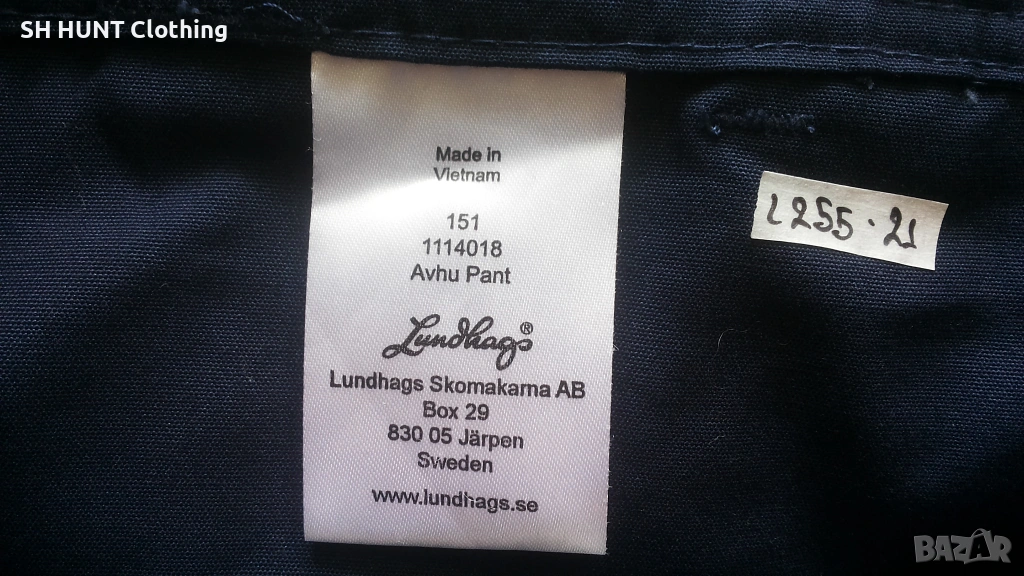 SH HUNT Clothing
Made in
Vietnam
151
1114018
Avhu Pant
Lundhags®
Lundhags Skomakarna AB
Box 29
830 05 Järpen
Sweden
www.lundhags.se
L255.21
BAZAR